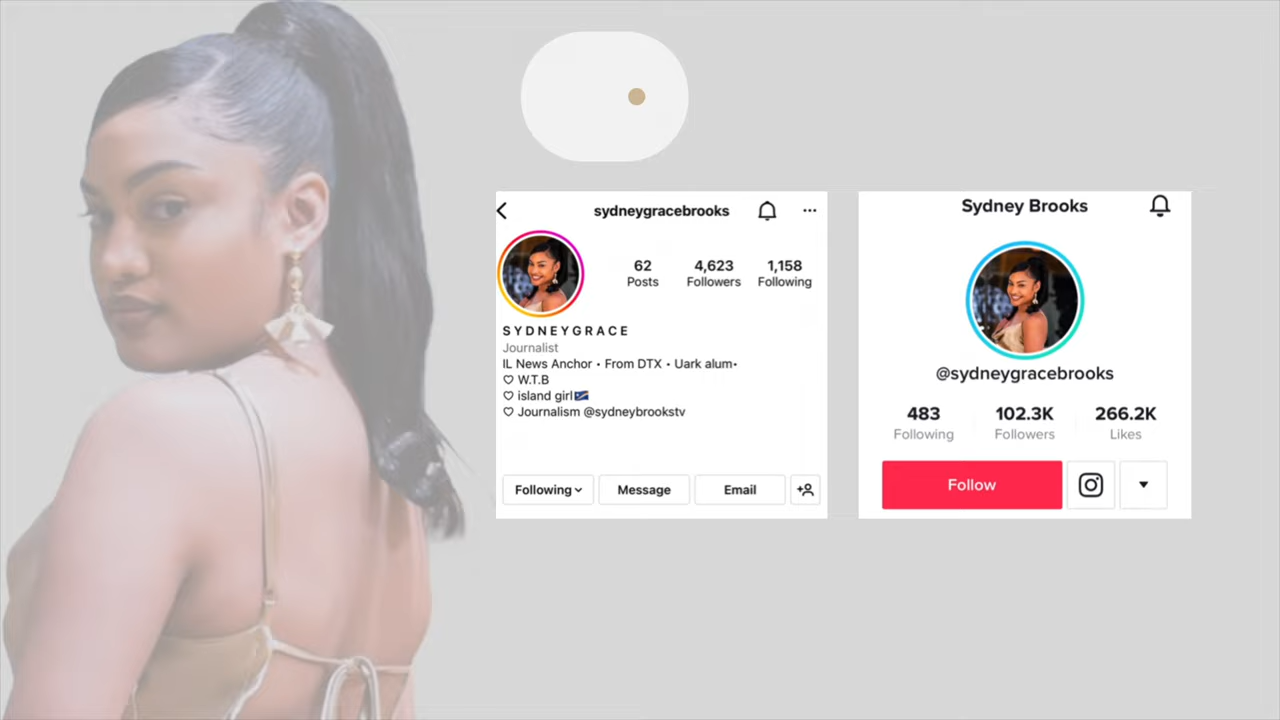 sydneygracebrooks
62 4,623 1,158
Posts Followers Following
SYDNEYGRACE
Journalist
IL News Anchor • From DTX • Uark alum•
♡ W.T.B
♡ island girl
♡ Journalism @sydneybrookstv
Following Message Email
Sydney Brooks
@sydneygracebrooks
483 102.3K 266.2K
Following Followers Likes
Follow